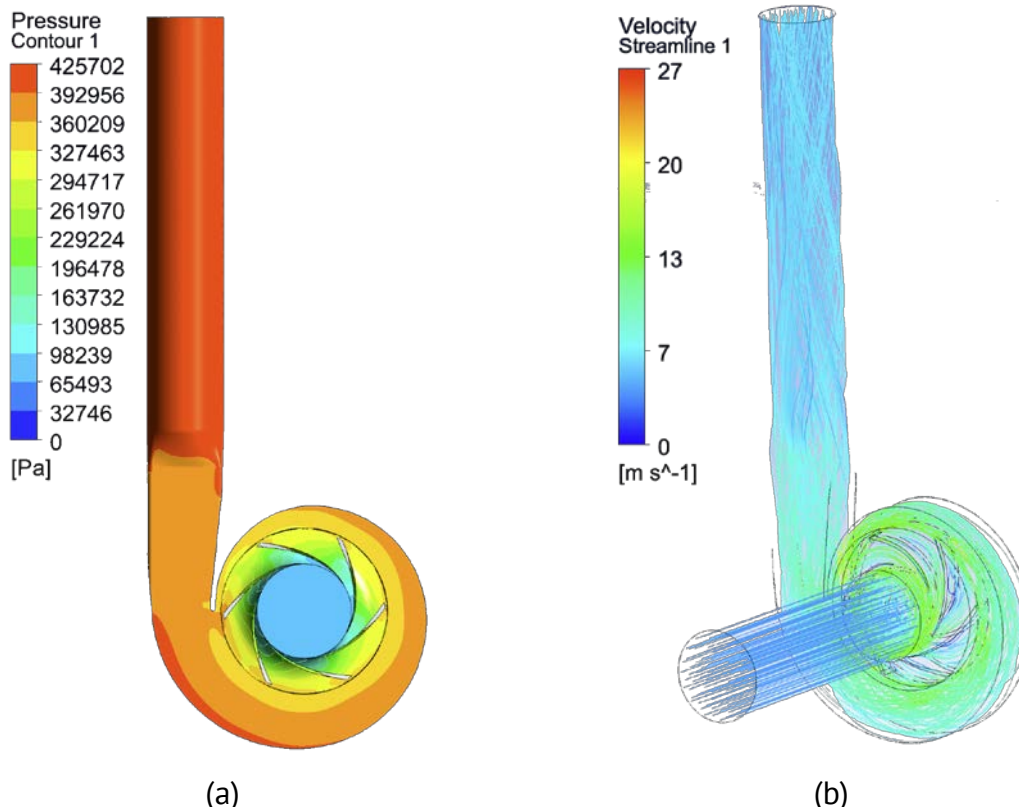 Pressure
Contour 1
425702
392956
360209
327463
294717
261970
229224
196478
163732
130985
98239
65493
32746
0
[Pa]
Velocity
Streamline 1
27
20
13
7
0
[m s^-1]
(a)
(b)